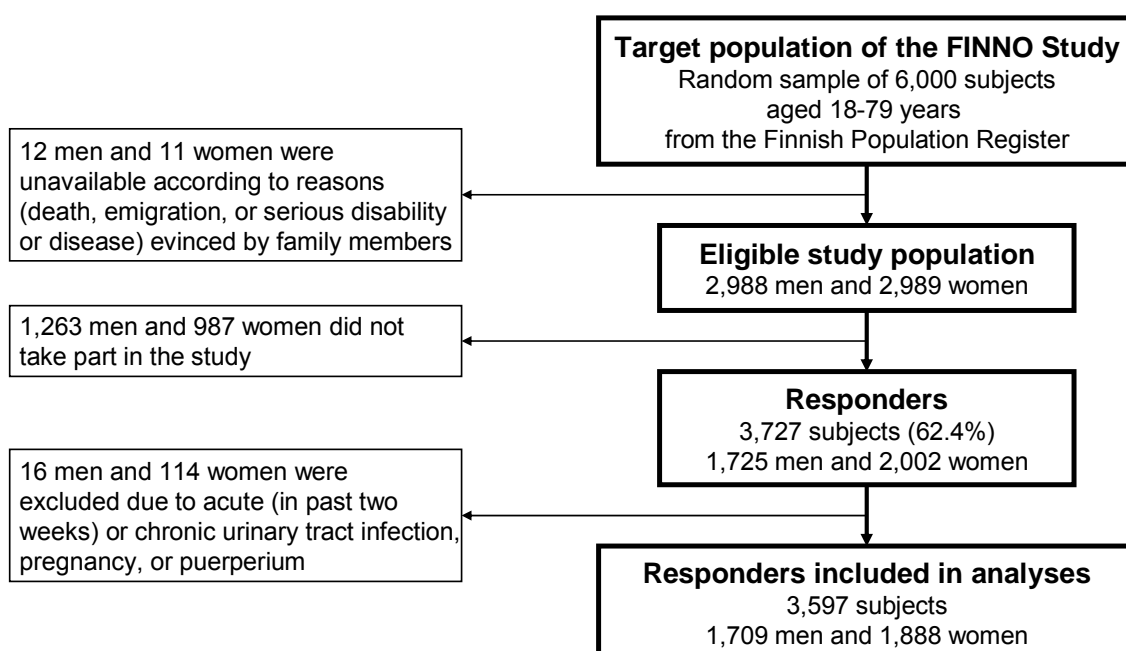 Target population of the FINNO Study
Random sample of 6,000 subjects
aged 18-79 years
from the Finnish Population Register
12 men and 11 women were
unavailable according to reasons
(death, emigration, or serious disability
or disease) evinced by family members
Eligible study population
2,988 men and 2,989 women
1,263 men and 987 women did not
take part in the study
Responders
3,727 subjects (62.4%)
1,725 men and 2,002 women
16 men and 114 women were
excluded due to acute (in past two
weeks) or chronic urinary tract infection,
pregnancy, or puerperium
Responders included in analyses
3,597 subjects
1,709 men and 1,888 women